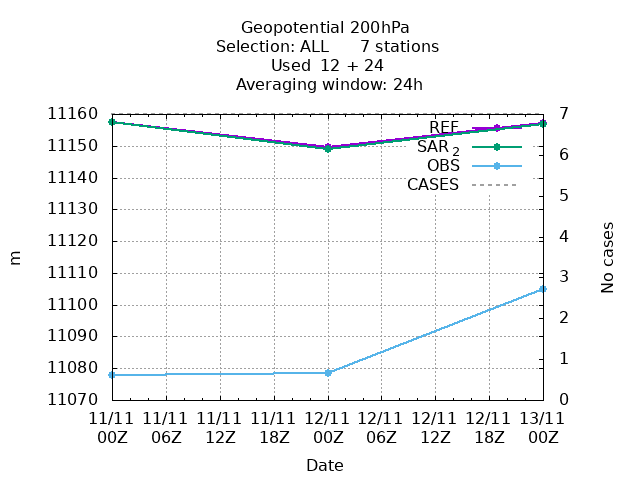 Geopotential 200hPa
Selection: ALL 7 stations
Used 12 + 24
Averaging window: 24h
11160
11150
11140
11130
11120
11110
11100
11090
11080
11070
m
7
6
5
4
3
2
1
0
No cases
REF
SAR 2
OBS
CASES
11/11 11/11 11/11 11/11 12/11 12/11 12/11 12/11 13/11
00Z 06Z 12Z 18Z 00Z 06Z 12Z 18Z 00Z
Date